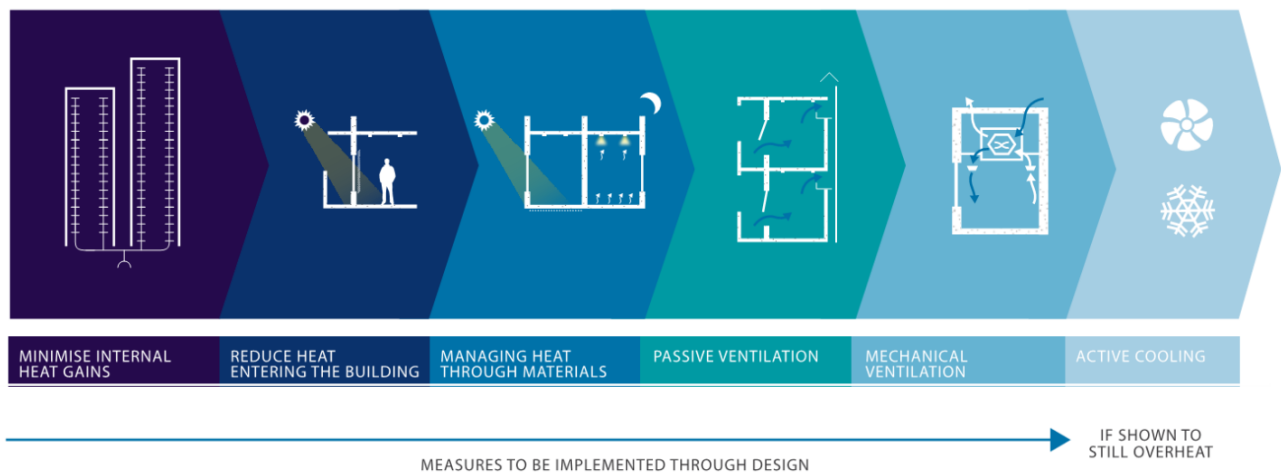 MINIMISE INTERNAL
HEAT GAINS
REDUCE HEAT
ENTERING THE BUILDING
MANAGING HEAT
THROUGH MATERIALS
PASSIVE VENTILATION
MECHANICAL
VENTILATION
ACTIVE COOLING
MEASURES TO BE IMPLEMENTED THROUGH DESIGN
IF SHOWN TO
STILL OVERHEAT